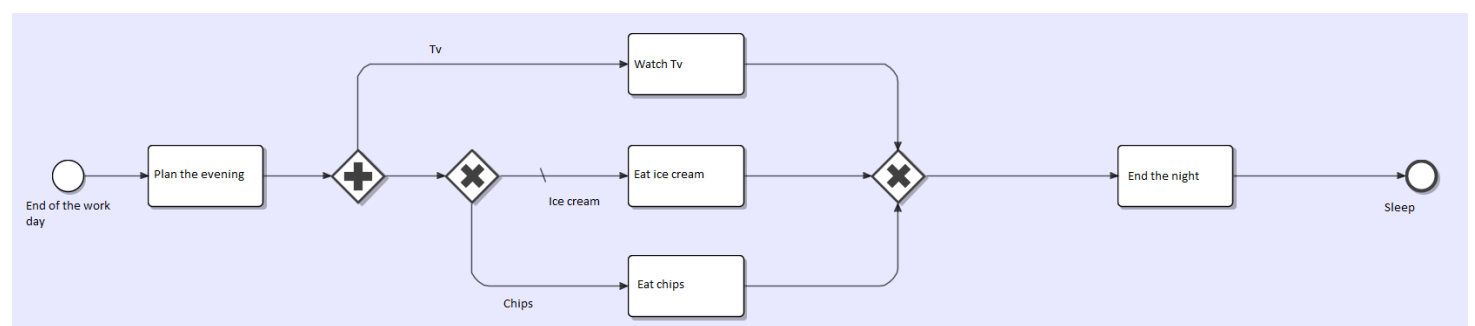 Tv
Watch Tv
Plan the evening
Eat ice cream
End the night
End of the work
day
Ice cream
Sleep
Eat chips
Chips